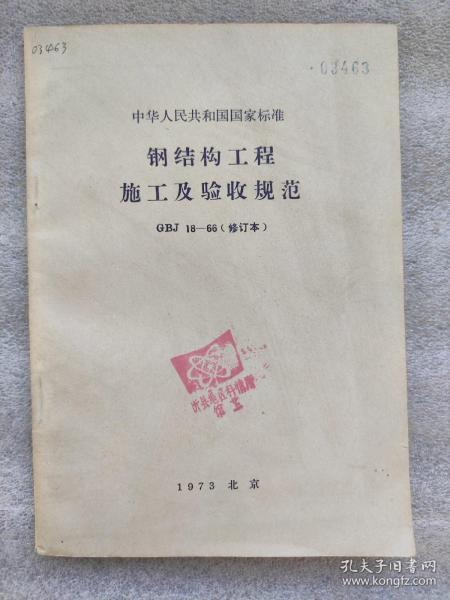 03463
03463
中华人民共和国国家标准
钢结构工程
施工及验收规范
GBJ 18—66(修订本)
1973 北京
孔夫子旧书网
www.kongfz.com